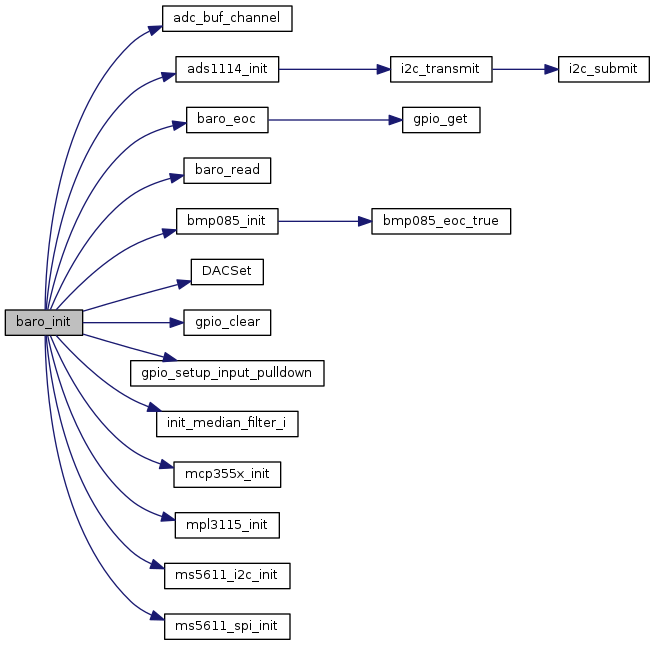 adc_buf_channel
ads1114_init
i2c_transmit
i2c_submit
baro_eoc
gpio_get
baro_read
bmp085_init
bmp085_eoc_true
DACSet
baro_init
gpio_clear
gpio_setup_input_pulldown
init_median_filter_i
mcp355x_init
mpl3115_init
ms5611_i2c_init
ms5611_spi_init